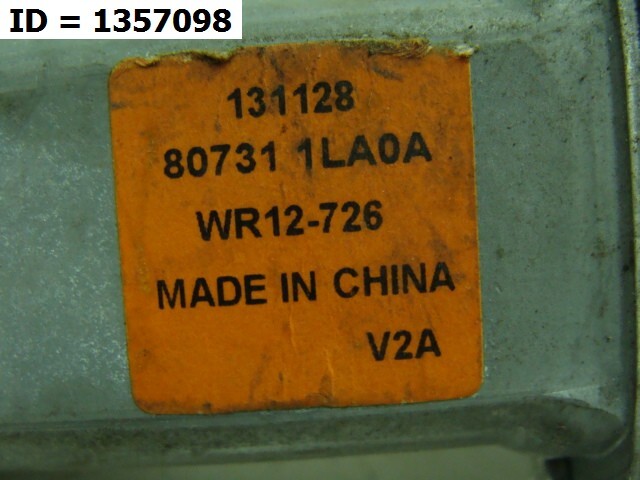 ID = 1357098
131128
80731 1LA0A
WR12-726
MADE IN CHINA
V2A